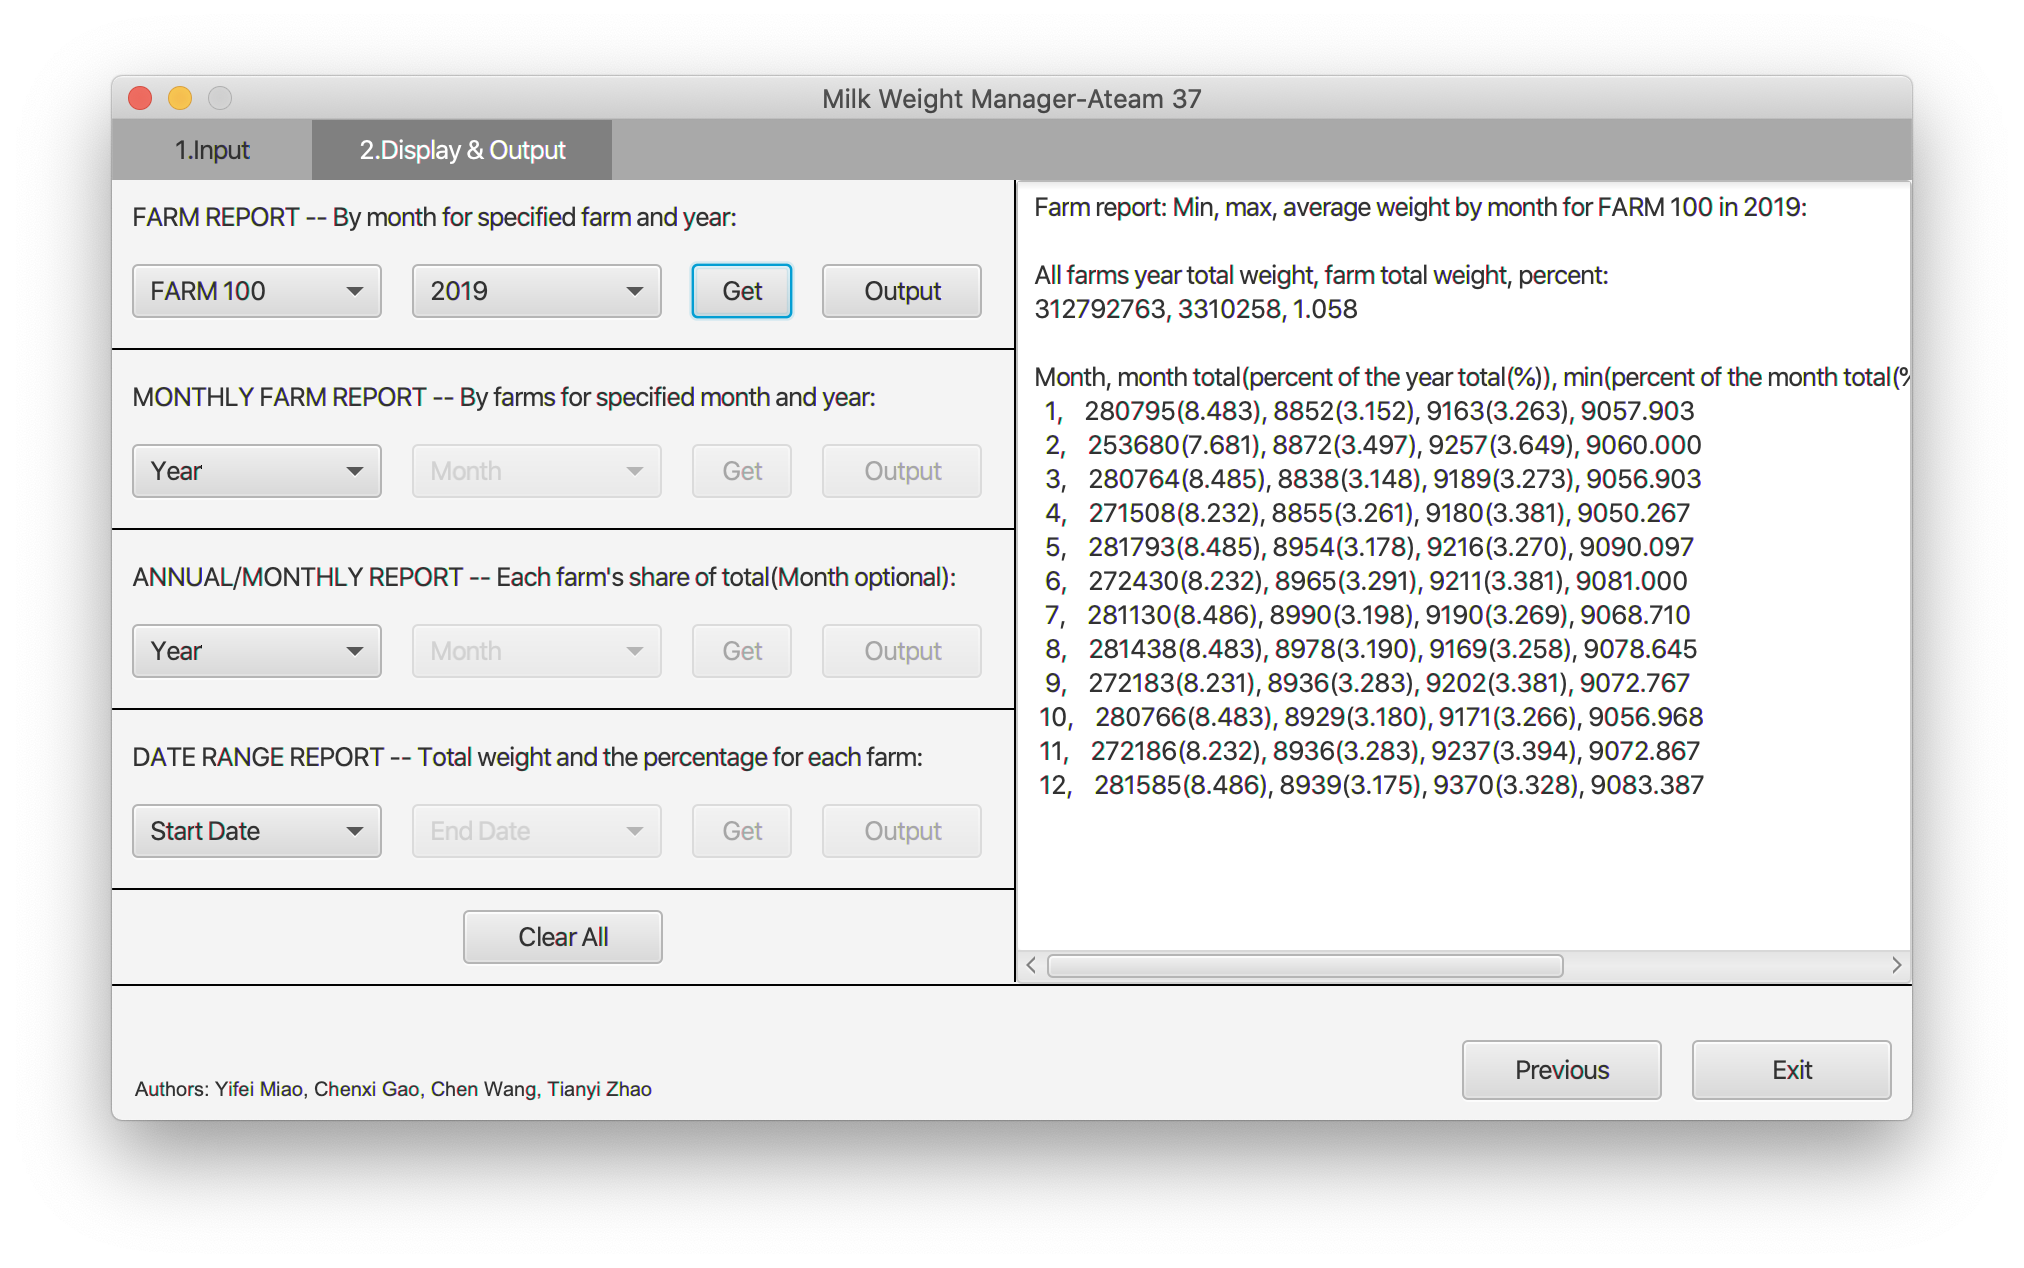 Milk Weight Manager-Ateam 37
1.Input
2.Display & Output
FARM REPORT -- By month for specified farm and year:
FARM 100
2019
Get
Output
MONTHLY FARM REPORT -- By farms for specified month and year:
Year
Month
Get
Output
ANNUAL/MONTHLY REPORT -- Each farm's share of total(Month optional):
Year
Month
Get
Output
DATE RANGE REPORT -- Total weight and the percentage for each farm:
Start Date
End Date
Get
Output
Clear All
Farm report: Min, max, average weight by month for FARM 100 in 2019:
All farms year total weight, farm total weight, percent:
312792763, 3310258, 1.058
Month, month total(percent of the year total(%)), min(percent of the month total(%
1, 280795(8.483), 8852(3.152), 9163(3.263), 9057.903
2, 253680(7.681), 8872(3.497), 9257(3.649), 9060.000
3, 280764(8.485), 8838(3.148), 9189(3.273), 9056.903
4, 271508(8.232), 8855(3.261), 9180(3.381), 9050.267
5, 281793(8.485), 8954(3.178), 9216(3.270), 9090.097
6, 272430(8.232), 8965(3.291), 9211(3.381), 9081.000
7, 281130(8.486), 8990(3.198), 9190(3.269), 9068.710
8, 281438(8.483), 8978(3.190), 9169(3.258), 9078.645
9, 272183(8.231), 8936(3.283), 9202(3.381), 9072.767
10, 280766(8.483), 8929(3.180), 9171(3.266), 9056.968
11, 272186(8.232), 8936(3.283), 9237(3.394), 9072.867
12, 281585(8.486), 8939(3.175), 9370(3.328), 9083.387
Authors: Yifei Miao, Chenxi Gao, Chen Wang, Tianyi Zhao
Previous
Exit